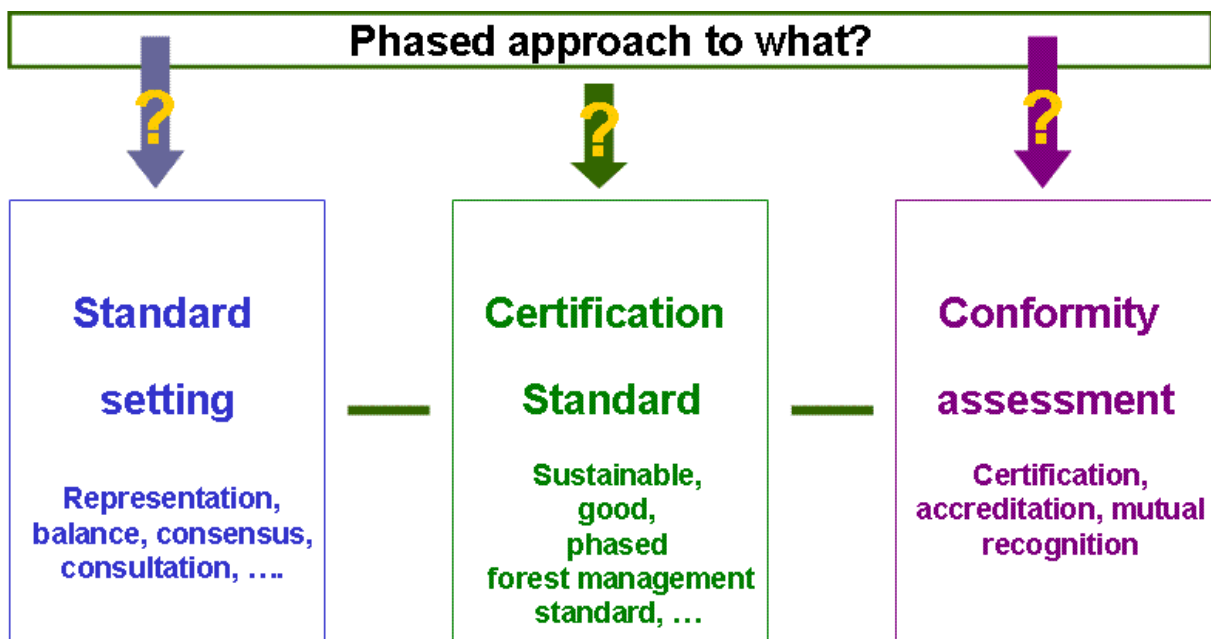 Phased approach to what?
?
?
?
Standard
setting
Representation,
balance, consensus,
consultation, ....
Certification
Standard
Sustainable,
good,
phased
forest management
standard, ...
Conformity
assessment
Certification,
accreditation, mutual
recognition